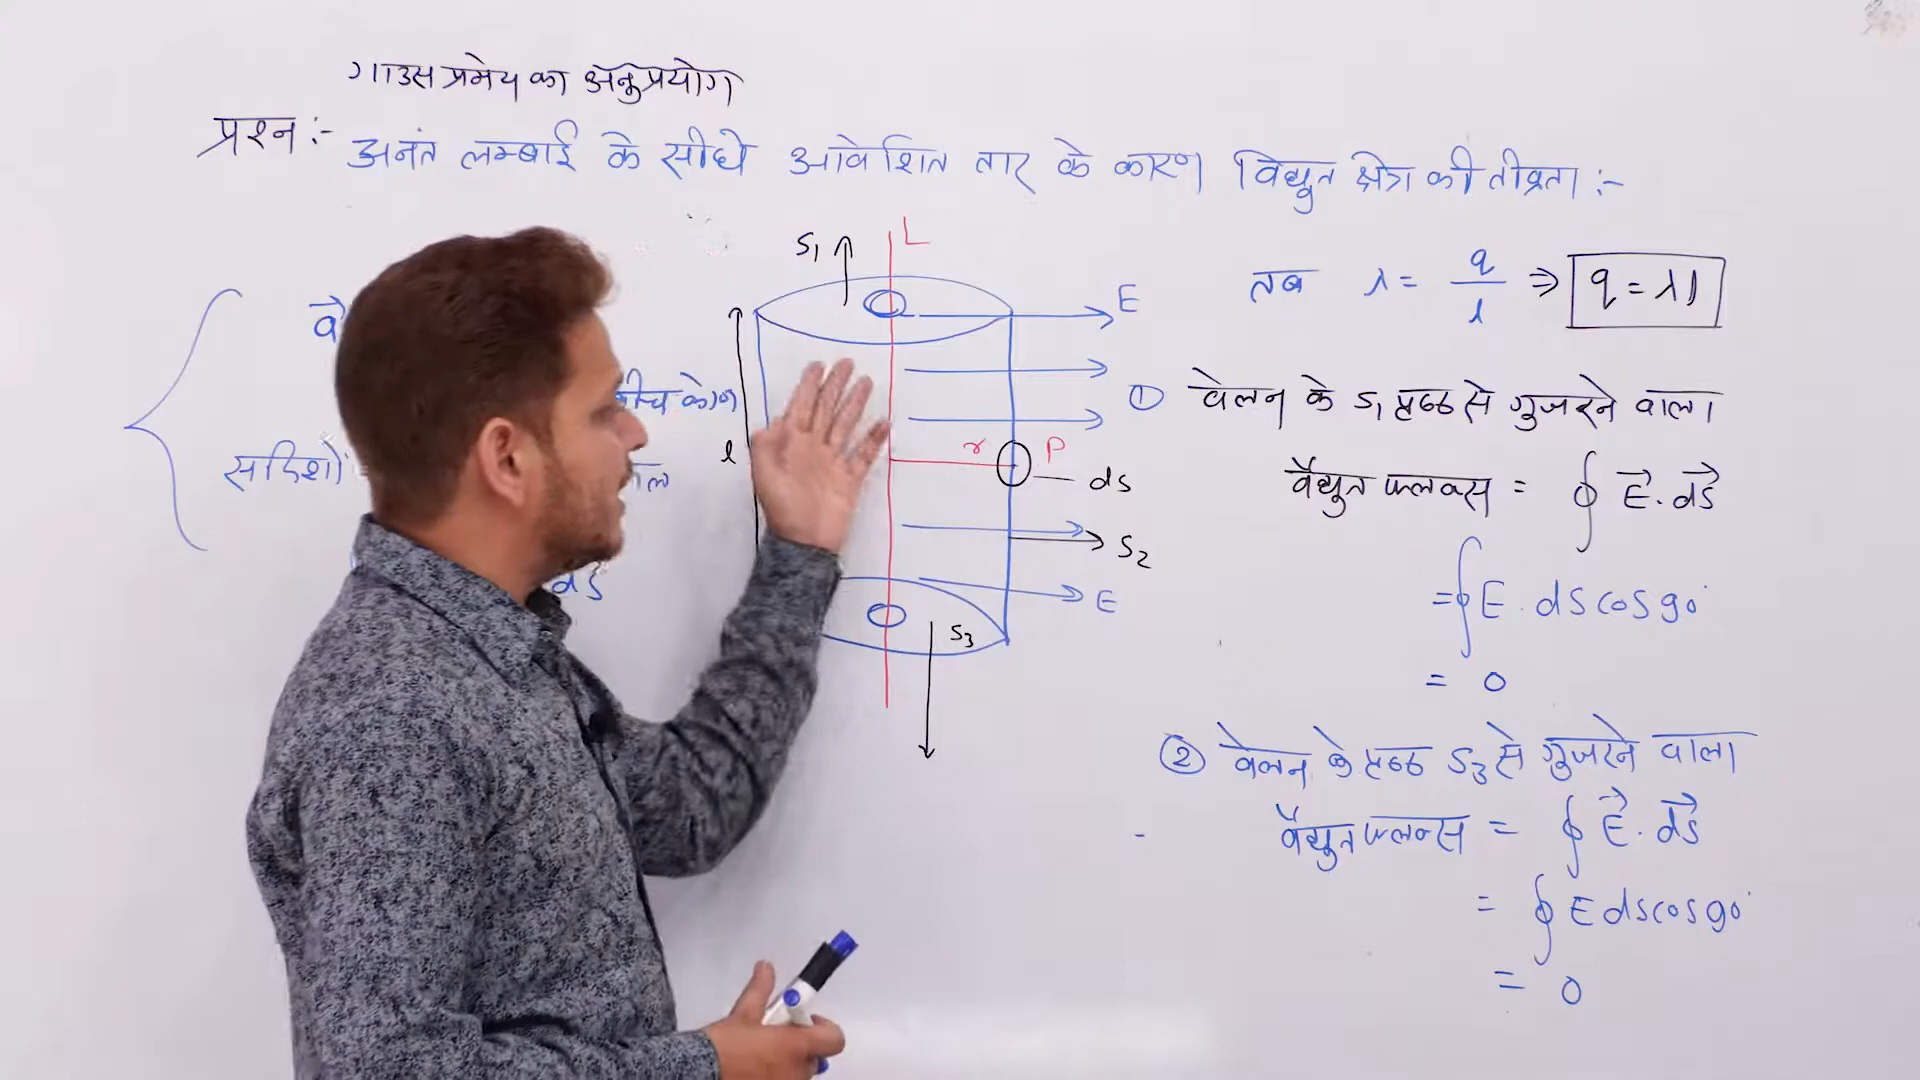 गाउस प्रमेय का अनुप्रयोग
प्रश्न :-
अनंत लम्बाई के सीधे आवेशित तार के कारण विद्युत क्षेत्र की तीव्रता :-
सदिशों
ds
S₁
L
E
l
r
P
ds
S₂
E
S₃
तब λ = q/l ⇒ q = λl
① वेलन के S₁ पृष्ठ से गुजरने वाला
वैद्युत फ्लक्स = ∮ E⃗ . ds⃗
= ∮ E . ds cos 90°
= 0
② वेलन के पृष्ठ S₃ से गुजरने वाला
वैद्युत फ्लक्स = ∮ E⃗ . ds⃗
= ∮ E ds cos 90°
= 0